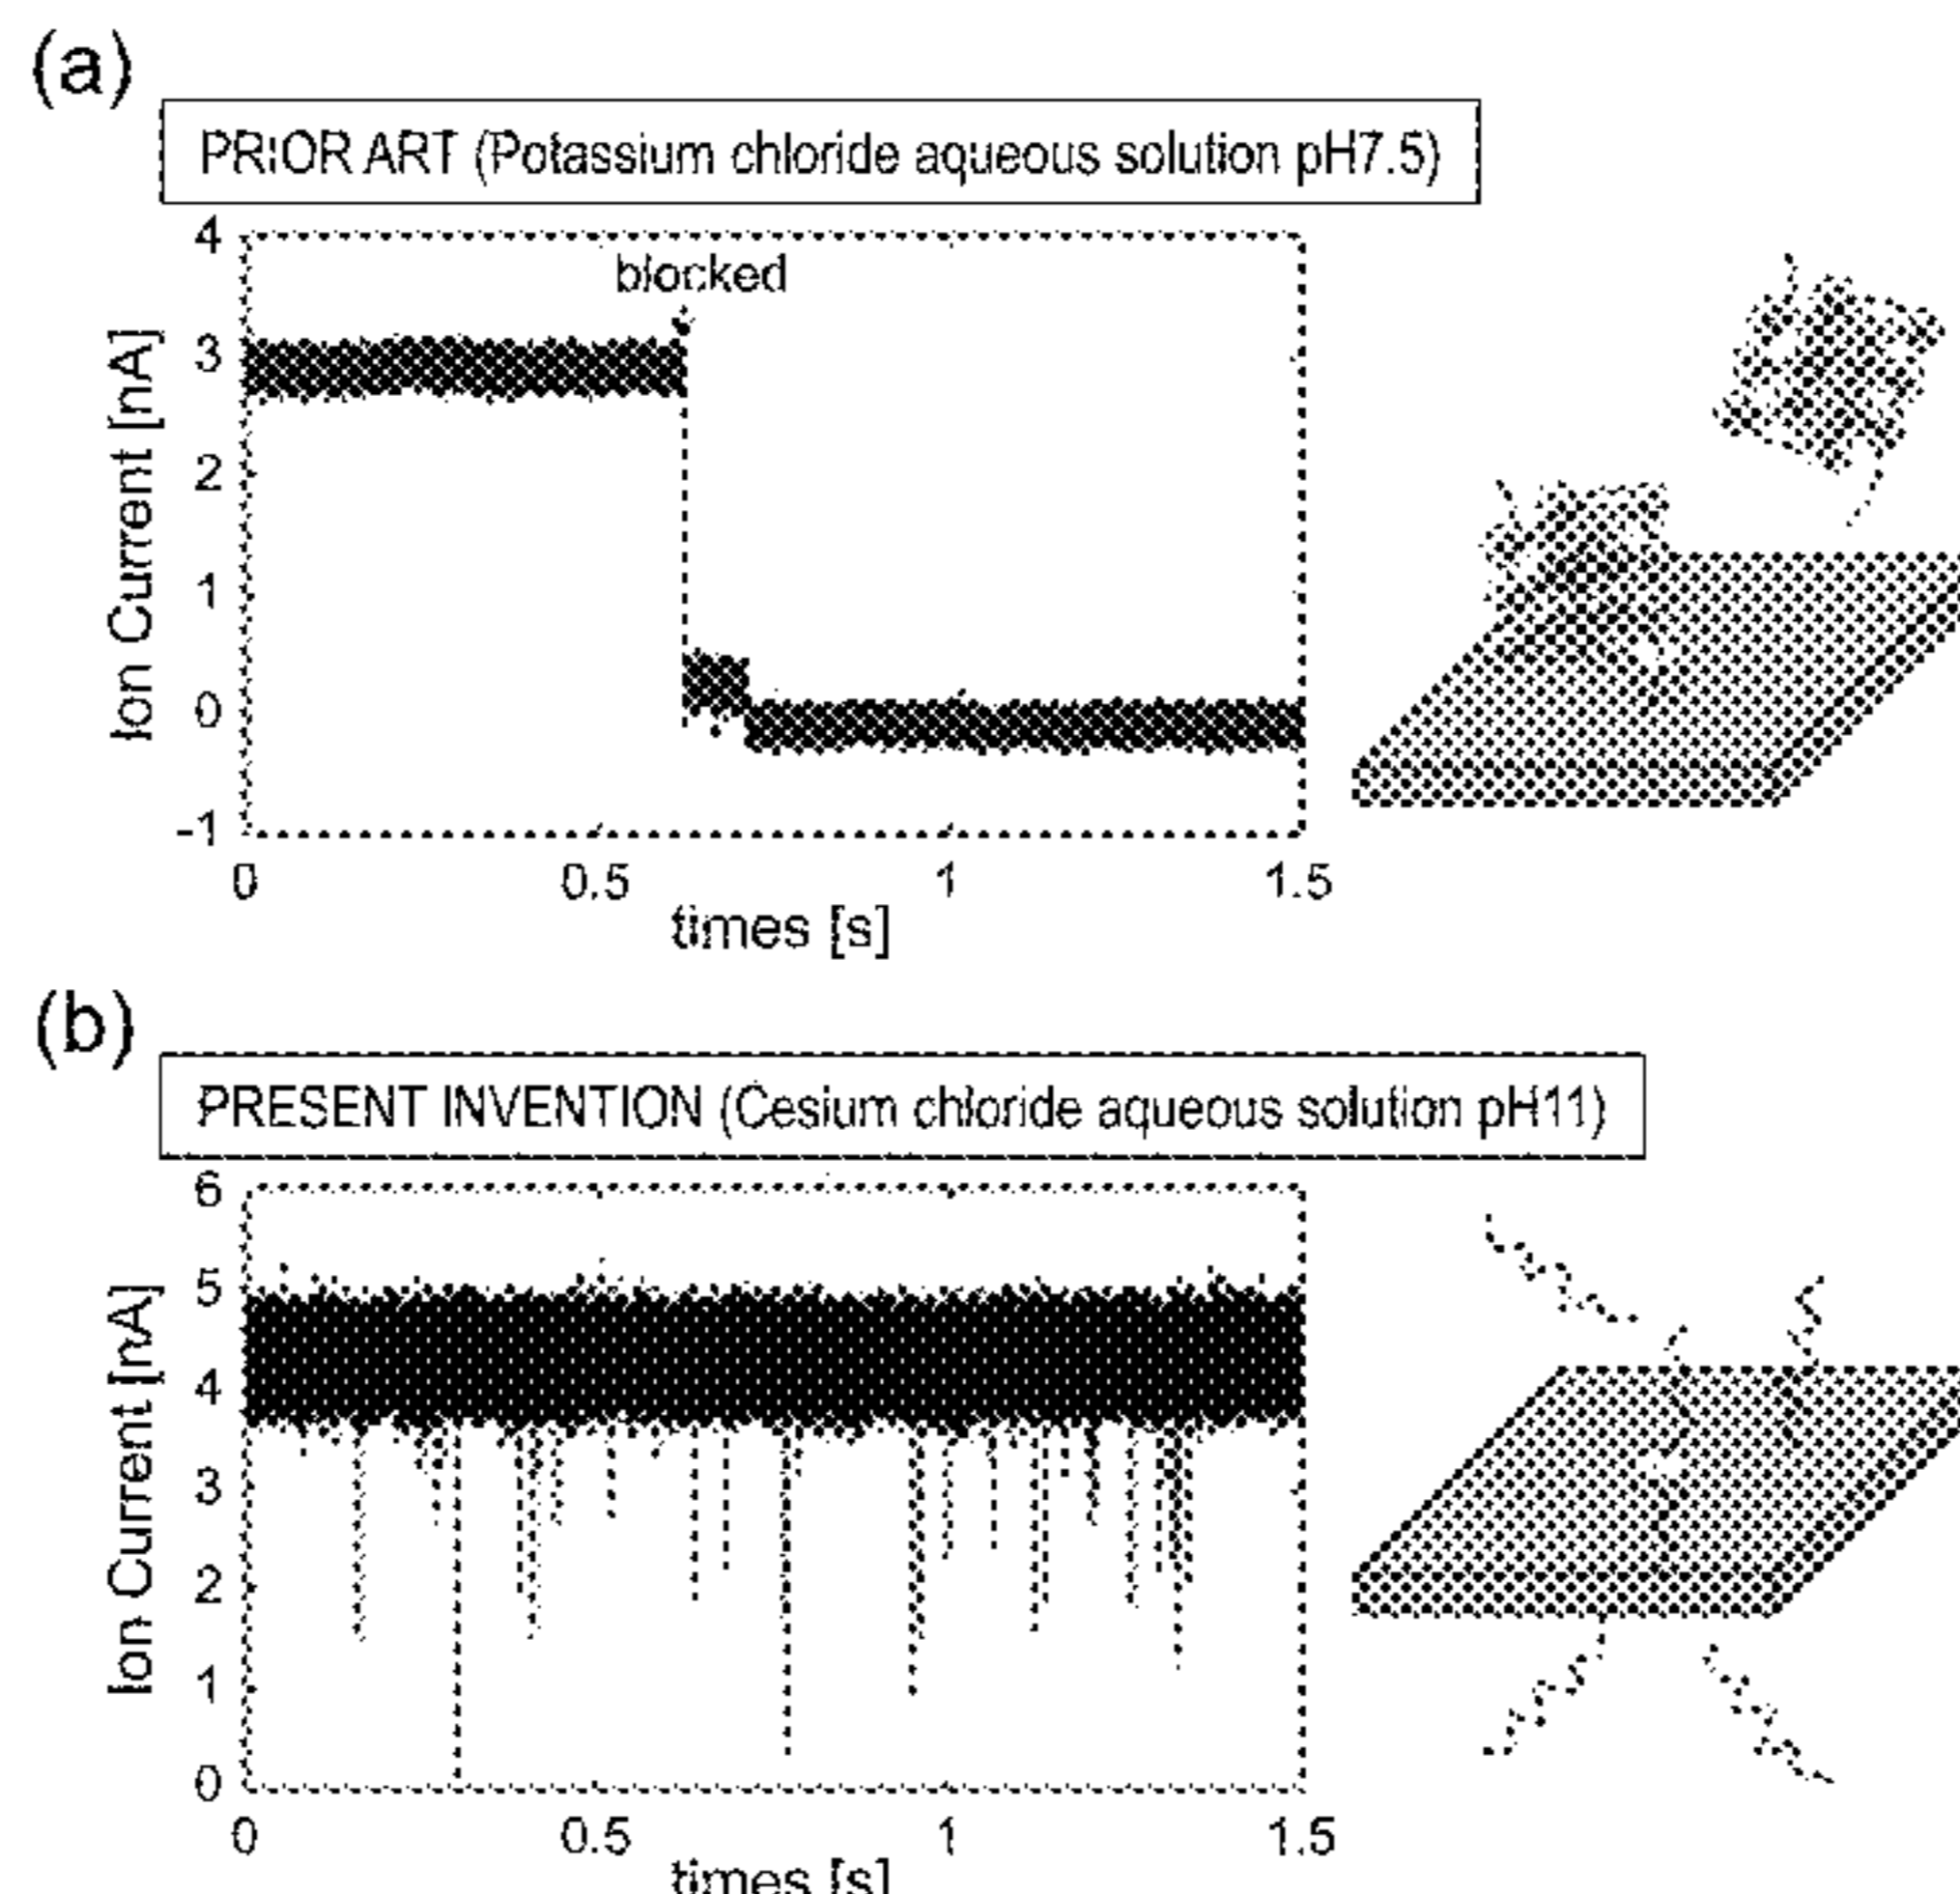 (a)
PRIOR ART (Potassium chloride aqueous solution pH7.5)
4
blocked
3
2
1
0
-1
Ion Current [nA]
0 0.5 1 1.5
times [s]
(b)
PRESENT INVENTION (Cesium chloride aqueous solution pH11)
6
5
4
3
2
1
0
Ion Current [nA]
0 0.5 1 1.5
times [s]